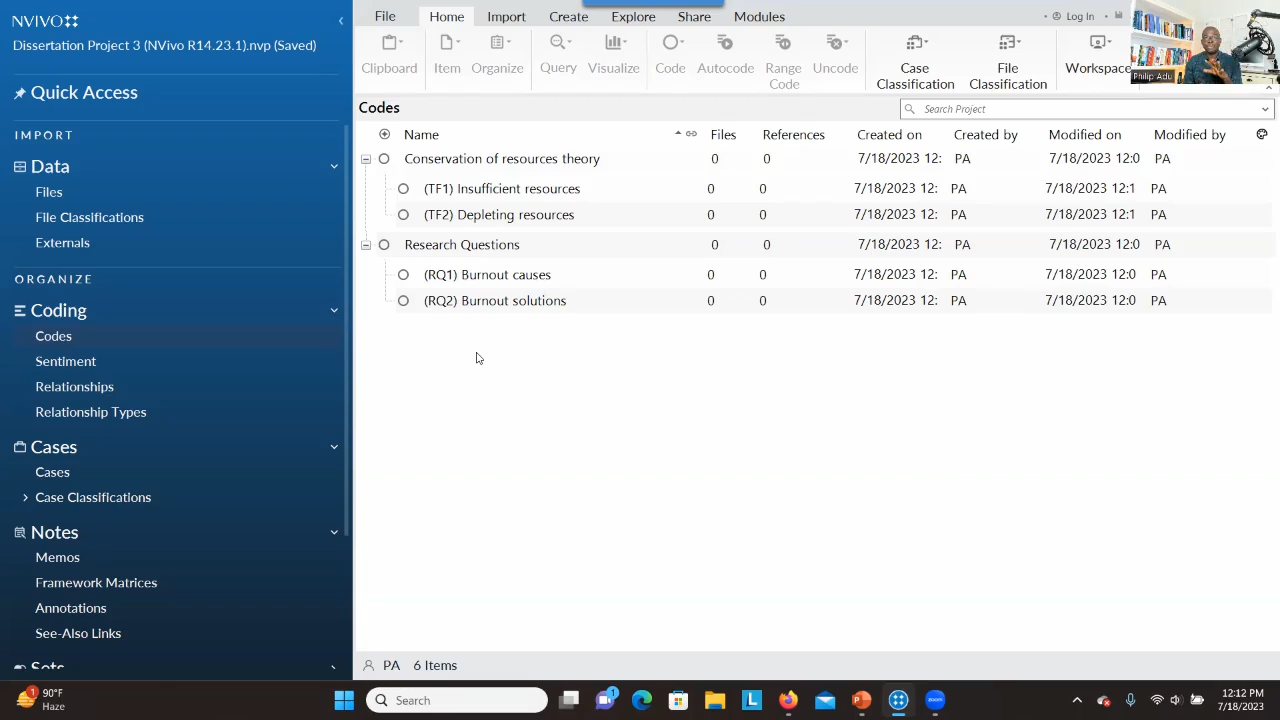 NVIVO
Dissertation Project 3 (NVivo R14.23.1).nvp (Saved)
Quick Access
IMPORT
Data
Files
File Classifications
Externals
ORGANIZE
Coding
Codes
Sentiment
Relationships
Relationship Types
Cases
Cases
Case Classifications
Notes
Memos
Framework Matrices
Annotations
See-Also Links
Sets
File Home Import Create Explore Share Modules Log In
Clipboard Item Organize Query Visualize Code Autocode Range Code Uncode Case Classification File Classification Workspace
Philip Adu
Codes Search Project
Name Files References Created on Created by Modified on Modified by
Conservation of resources theory 0 0 7/18/2023 12: PA 7/18/2023 12:0 PA
(TF1) Insufficient resources 0 0 7/18/2023 12: PA 7/18/2023 12:1 PA
(TF2) Depleting resources 0 0 7/18/2023 12: PA 7/18/2023 12:1 PA
Research Questions 0 0 7/18/2023 12: PA 7/18/2023 12:0 PA
(RQ1) Burnout causes 0 0 7/18/2023 12: PA 7/18/2023 12:0 PA
(RQ2) Burnout solutions 0 0 7/18/2023 12: PA 7/18/2023 12:0 PA
PA 6 Items
1 90°F
Haze
Search
1
L
P
zoom
12:12 PM
7/18/2023